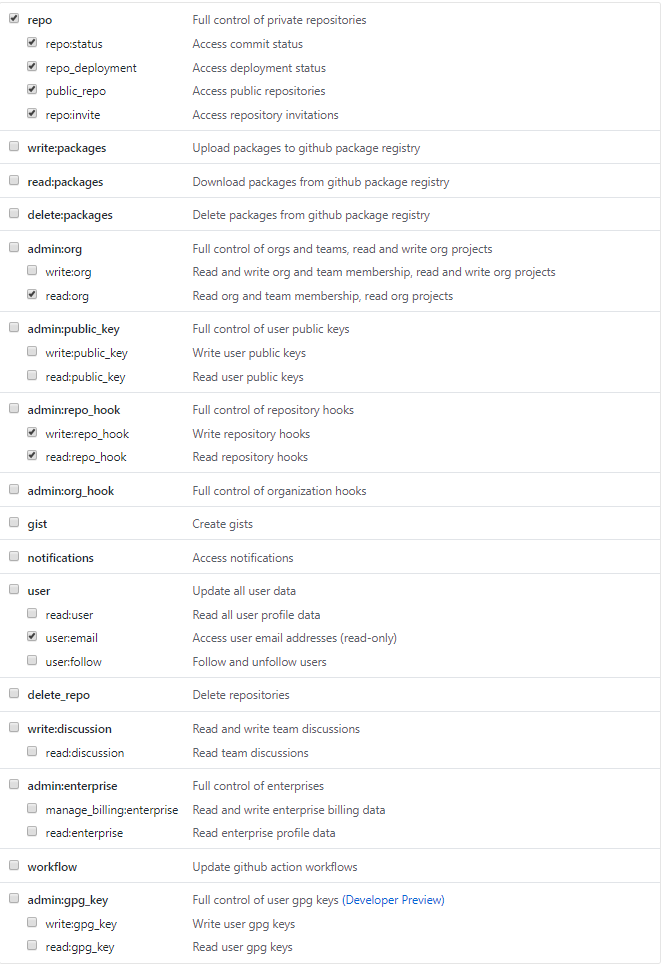 repo Full control of private repositories
repo:status Access commit status
repo_deployment Access deployment status
public_repo Access public repositories
repo:invite Access repository invitations
write:packages Upload packages to github package registry
read:packages Download packages from github package registry
delete:packages Delete packages from github package registry
admin:org Full control of orgs and teams, read and write org projects
write:org Read and write org and team membership, read and write org projects
read:org Read org and team membership, read org projects
admin:public_key Full control of user public keys
write:public_key Write user public keys
read:public_key Read user public keys
admin:repo_hook Full control of repository hooks
write:repo_hook Write repository hooks
read:repo_hook Read repository hooks
admin:org_hook Full control of organization hooks
gist Create gists
notifications Access notifications
user Update all user data
read:user Read all user profile data
user:email Access user email addresses (read-only)
user:follow Follow and unfollow users
delete_repo Delete repositories
write:discussion Read and write team discussions
read:discussion Read team discussions
admin:enterprise Full control of enterprises
manage_billing:enterprise Read and write enterprise billing data
read:enterprise Read enterprise profile data
workflow Update github action workflows
admin:gpg_key Full control of user gpg keys (Developer Preview)
write:gpg_key Write user gpg keys
read:gpg_key Read user gpg keys